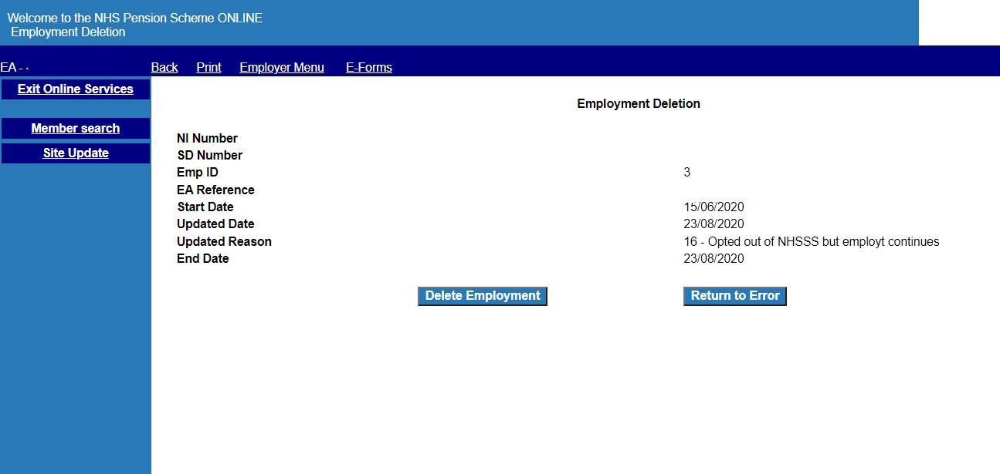 Welcome to the NHS Pension Scheme ONLINE
Employment Deletion
EA - Back Print Employer Menu E-Forms
Exit Online Services
Member search
Site Update
Employment Deletion
NI Number
SD Number
Emp ID 3
EA Reference
Start Date 15/06/2020
Updated Date 23/08/2020
Updated Reason 16 - Opted out of NHSSS but employt continues
End Date 23/08/2020
Delete Employment Return to Error